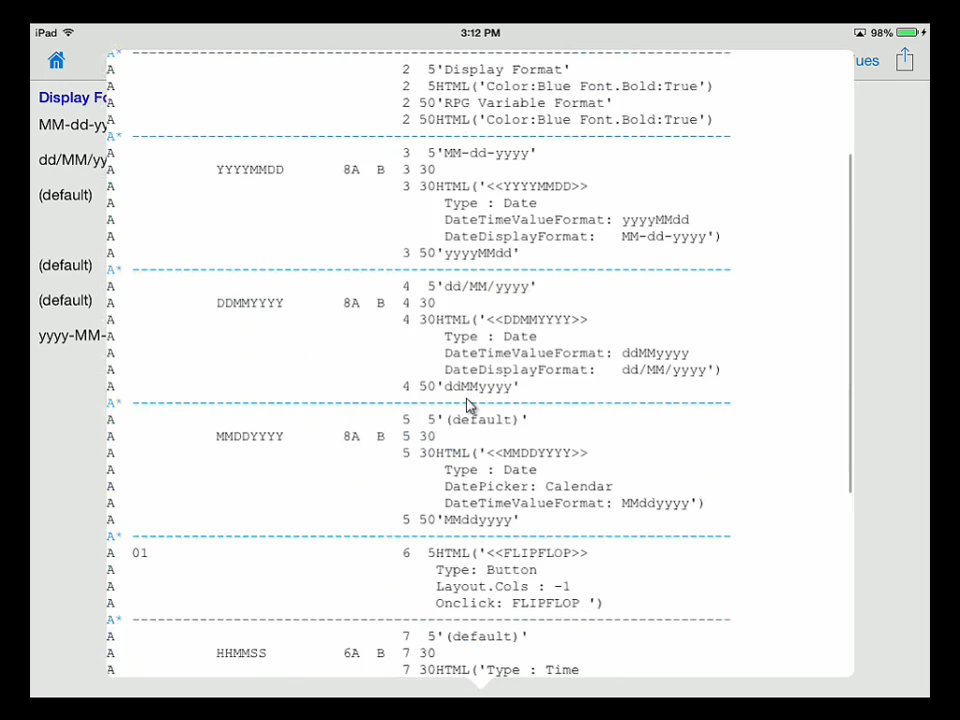 iPad 3:12 PM 98%
ues
Display Fo
MM-dd-yy
dd/MM/yy
(default)
(default)
(default)
yyyy-MM-
A* -----------------------------------------------------------------------
A 2 5'Display Format'
A 2 5HTML('Color:Blue Font.Bold:True')
A 2 50'RPG Variable Format'
A 2 50HTML('Color:Blue Font.Bold:True')
A* -----------------------------------------------------------------------
A 3 5'MM-dd-yyyy'
A YYYYMMDD 8A B 3 30
A 3 30HTML('<<YYYYMMDD>>
A Type : Date
A DateTimeValueFormat: yyyyMMdd
A DateDisplayFormat: MM-dd-yyyy')
A 3 50'yyyyMMdd'
A* -----------------------------------------------------------------------
A 4 5'dd/MM/yyyy'
A DDMMYYYY 8A B 4 30
A 4 30HTML('<<DDMMYYYY>>
A Type : Date
A DateTimeValueFormat: ddMMyyyy
A DateDisplayFormat: dd/MM/yyyy')
A 4 50'ddMMyyyy'
A* -----------------------------------------------------------------------
A 5 5'(default)'
A MMDDYYYY 8A B 5 30
A 5 30HTML('<<MMDDYYYY>>
A Type : Date
A DatePicker: Calendar
A DateTimeValueFormat: MMddyyyy')
A 5 50'MMddyyyy'
A* -----------------------------------------------------------------------
A 01 6 5HTML('<<FLIPFLOP>>
A Type: Button
A Layout.Cols : -1
A Onclick: FLIPFLOP ')
A* -----------------------------------------------------------------------
A 7 5'(default)'
A HHMMSS 6A B 7 30
A 7 30HTML('Type : Time